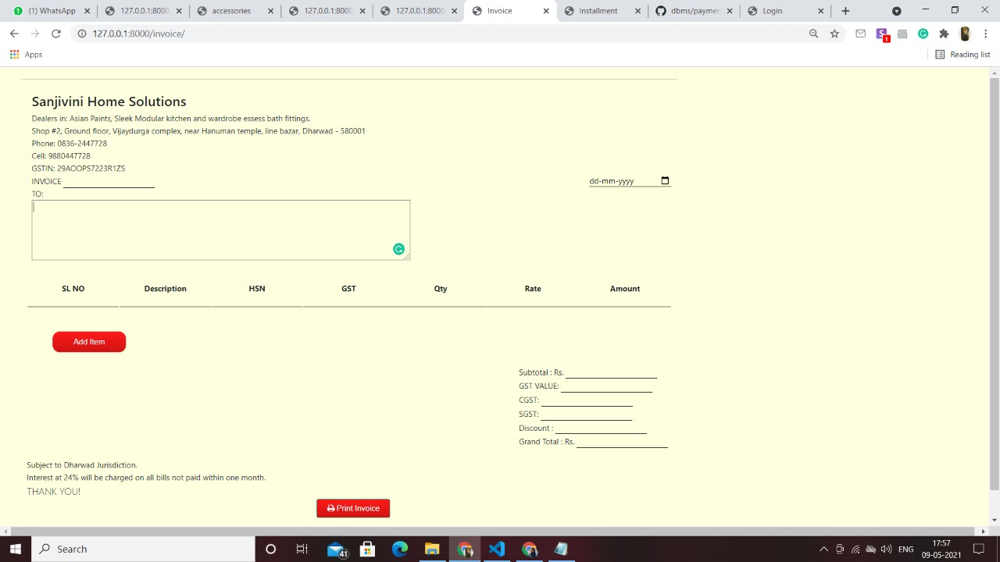 (1) WhatsApp
127.0.0.1:8000
accessories
127.0.0.1:8000
127.0.0.1:8000
Invoice
Installment
dbms/paymen
Login
127.0.0.1:8000/invoice/
1
Apps
Reading list
Sanjivini Home Solutions
Dealers in: Asian Paints, Sleek Modular kitchen and wardrobe essess bath fittings.
Shop #2, Ground floor, Vijaydurga complex, near Hanuman temple, line bazar, Dharwad - 580001
Phone: 0836-2447728
Cell: 9880447728
GSTIN: 29AOOPS7223R1ZS
INVOICE
dd-mm-yyyy
TO:
SL NO Description HSN GST Qty Rate Amount
Add Item
Subtotal : Rs.
GST VALUE:
CGST:
SGST:
Discount :
Grand Total : Rs.
Subject to Dharwad Jurisdiction.
Interest at 24% will be charged on all bills not paid within one month.
THANK YOU!
Print Invoice
Search
41
ENG
17:57
09-05-2021